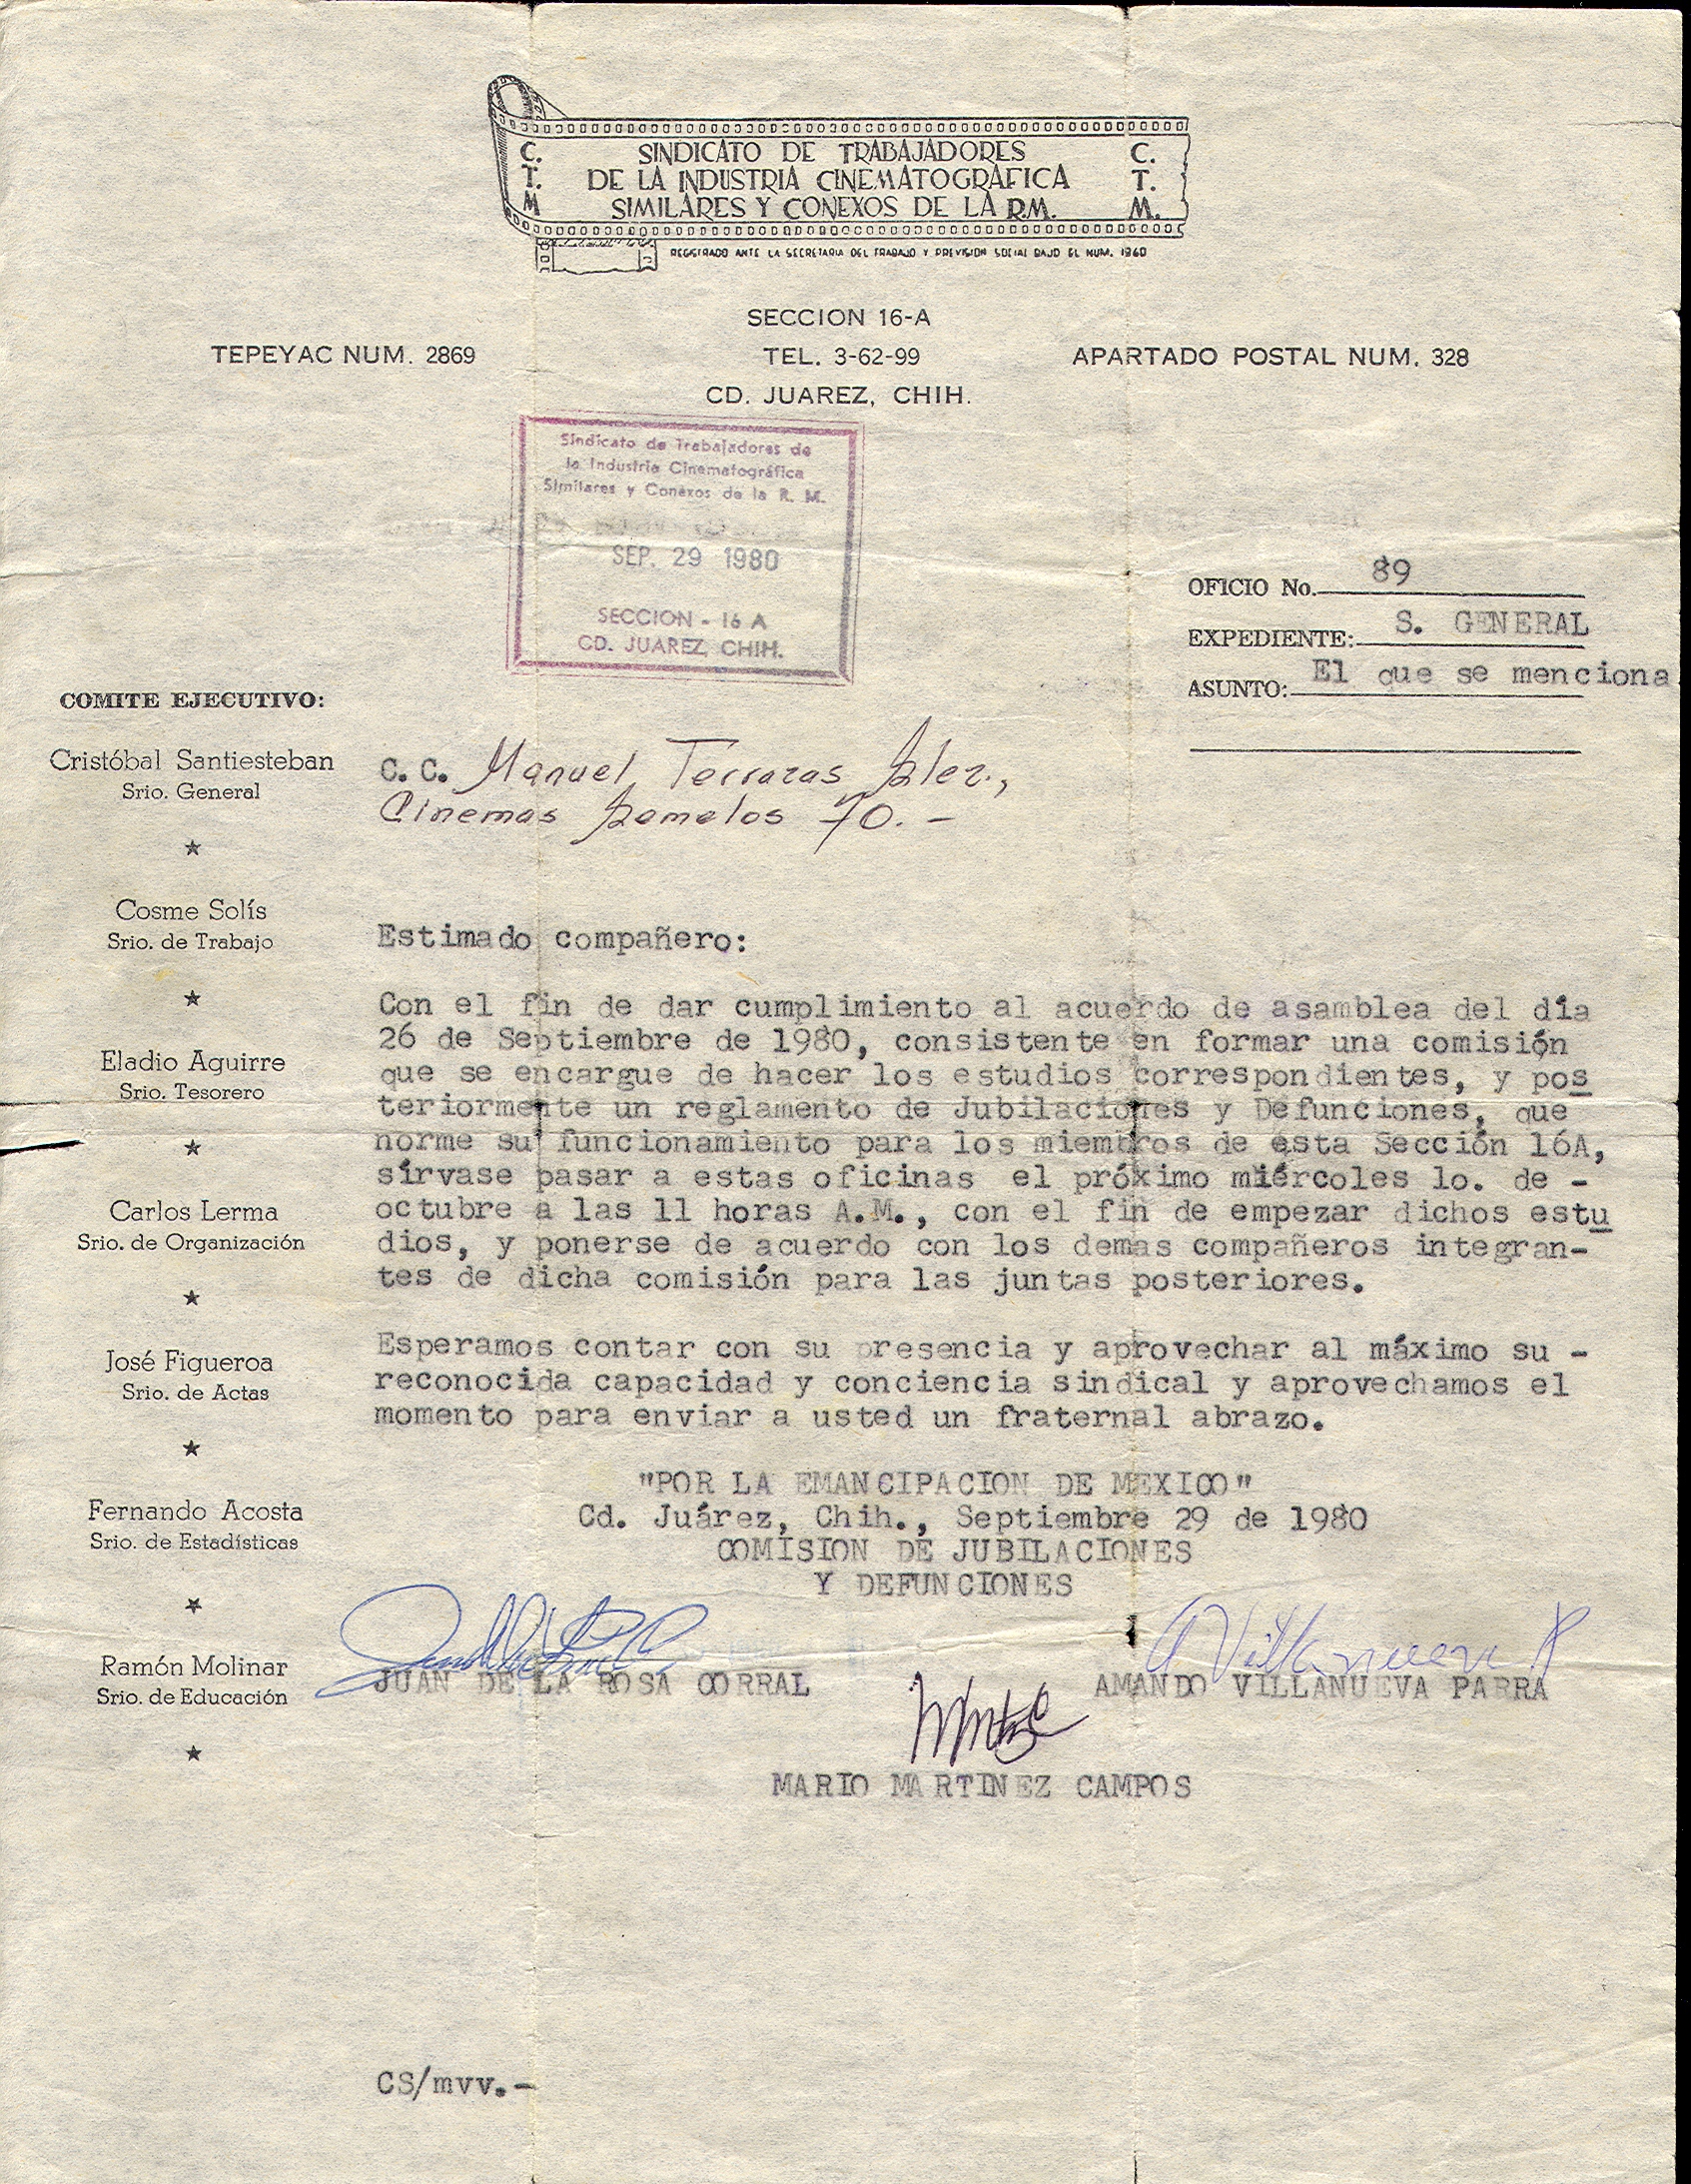 C.T.M. SINDICATO DE TRABAJADORES C.T.M.
DE LA INDUSTRIA CINEMATOGRAFICA
SIMILARES Y CONEXOS DE LA R.M.
REGISTRADO ANTE LA SECRETARIA DEL TRABAJO Y PREVISION SOCIAL BAJO EL NUM. 1960
SECCION 16-A
TEPEYAC NUM. 2869 TEL. 3-62-99 APARTADO POSTAL NUM. 328
CD. JUAREZ, CHIH.
Sindicato de Trabajadores de
la Industria Cinematográfica
Similares y Conexos de la R. M.
SEP. 29 1980
SECCION - 16 A
CD. JUAREZ, CHIH.
OFICIO No. 89
EXPEDIENTE: S. GENERAL
ASUNTO: El que se menciona
COMITE EJECUTIVO:
Cristóbal Santiesteban
Srio. General
Cosme Solís
Srio. de Trabajo
Eladio Aguirre
Srio. Tesorero
Carlos Lerma
Srio. de Organización
José Figueroa
Srio. de Actas
Fernando Acosta
Srio. de Estadísticas
Ramón Molinar
Srio. de Educación
C. C. Manuel Terrazas
Cinemas 70. -
Estimado compañero:
Con el fin de dar cumplimiento al acuerdo de asamblea del día
26 de Septiembre de 1980, consistente en formar una comisión
que se encargue de hacer los estudios correspondientes, y pos
teriormente un reglamento de Jubilaciones y Defunciones, que
norme su funcionamiento para los miembros de esta Sección 16A,
sírvase pasar a estas oficinas el próximo miércoles lo. de -
octubre a las 11 horas A.M., con el fin de empezar dichos estu
dios, y ponerse de acuerdo con los demas compañeros integran-
tes de dicha comisión para las juntas posteriores.
Esperamos contar con su presencia y aprovechar al máximo su -
reconocida capacidad y conciencia sindical y aprovechamos el
momento para enviar a usted un fraternal abrazo.
"POR LA EMANCIPACION DE MEXICO"
Cd. Juárez, Chih., Septiembre 29 de 1980
COMISION DE JUBILACIONES
Y DEFUNCIONES
A Villanueva P
JUAN DE LA ROSA CORRAL AMANDO VILLANUEVA PARRA
MARIO MARTINEZ CAMPOS
CS/mvv.-